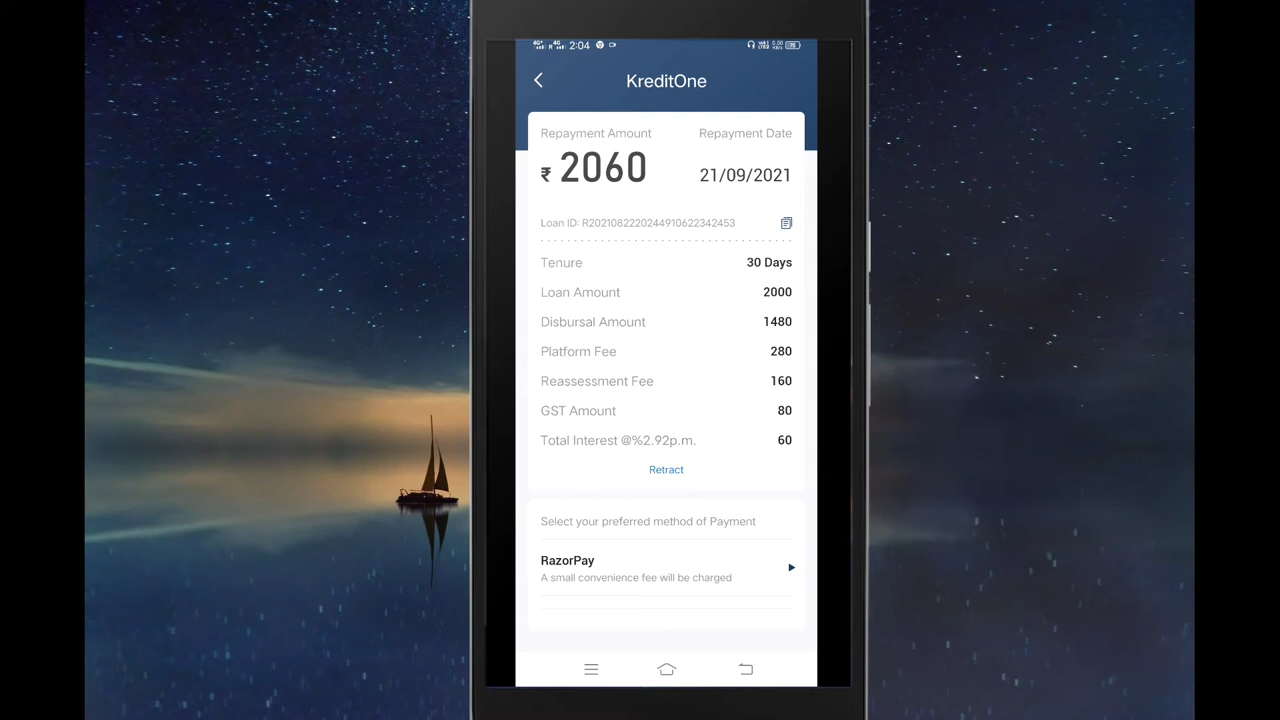 2:04
KreditOne
Repayment Amount Repayment Date
₹ 2060 21/09/2021
Loan ID: R2021082220244910622342453
Tenure 30 Days
Loan Amount 2000
Disbursal Amount 1480
Platform Fee 280
Reassessment Fee 160
GST Amount 80
Total Interest @%2.92p.m. 60
Retract
Select your preferred method of Payment
RazorPay
A small convenience fee will be charged